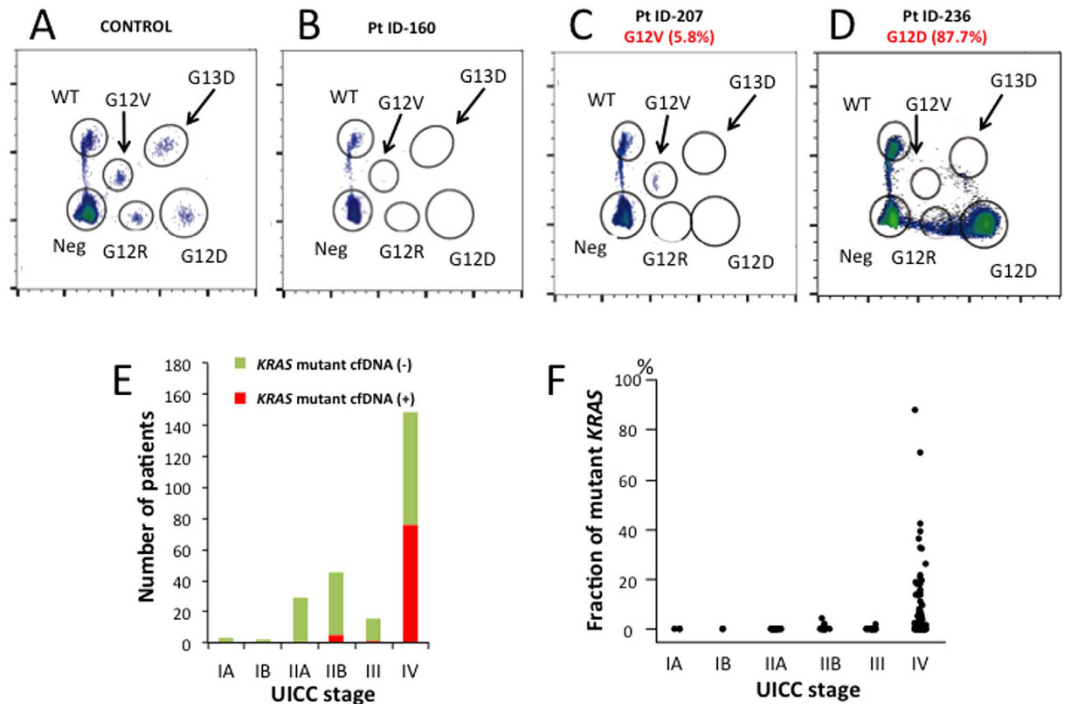 A
CONTROL
WT
G12V
G13D
Neg
G12R
G12D
B
Pt ID-160
WT
G12V
G13D
Neg
G12R
G12D
C
Pt ID-207
G12V (5.8%)
WT
G12V
G13D
Neg
G12R
G12D
D
Pt ID-236
G12D (87.7%)
WT
G12V
G13D
Neg
G12R
G12D
E
KRAS mutant cfDNA (-)
KRAS mutant cfDNA (+)
Number of patients
180
160
140
120
100
80
60
40
20
0
IA IB IIA IIB III IV
UICC stage
F
%
Fraction of mutant KRAS
100
80
60
40
20
0
IA IB IIA IIB III IV
UICC stage